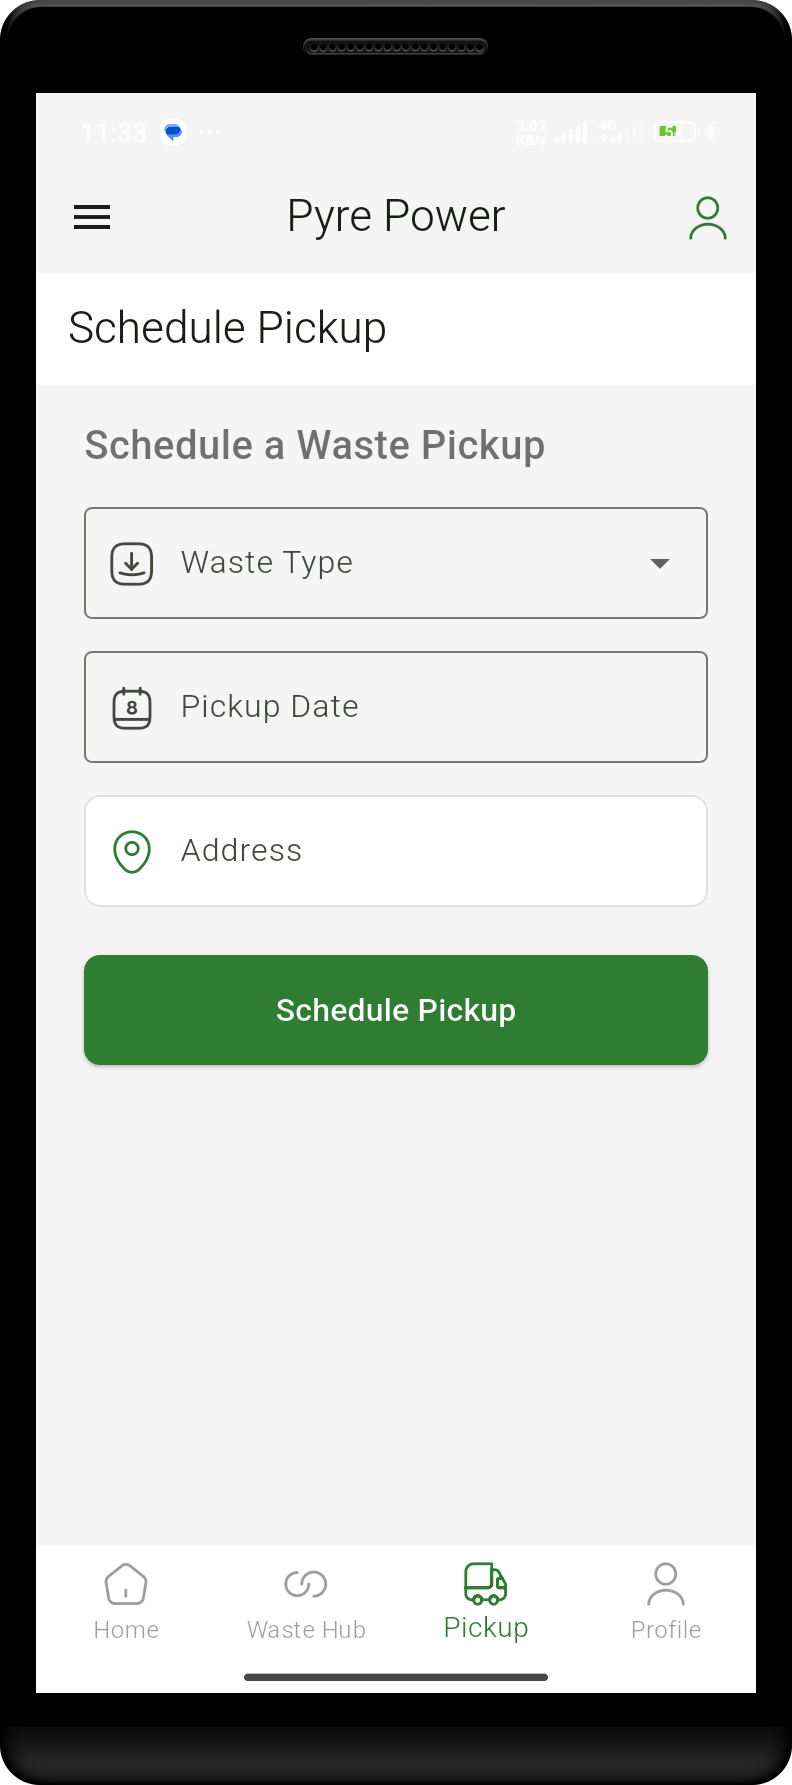 11:33 ... 3.02 KB/s 4G 54
Pyre Power
Schedule Pickup
Schedule a Waste Pickup
Waste Type
8 Pickup Date
Address
Schedule Pickup
Home Waste Hub Pickup Profile